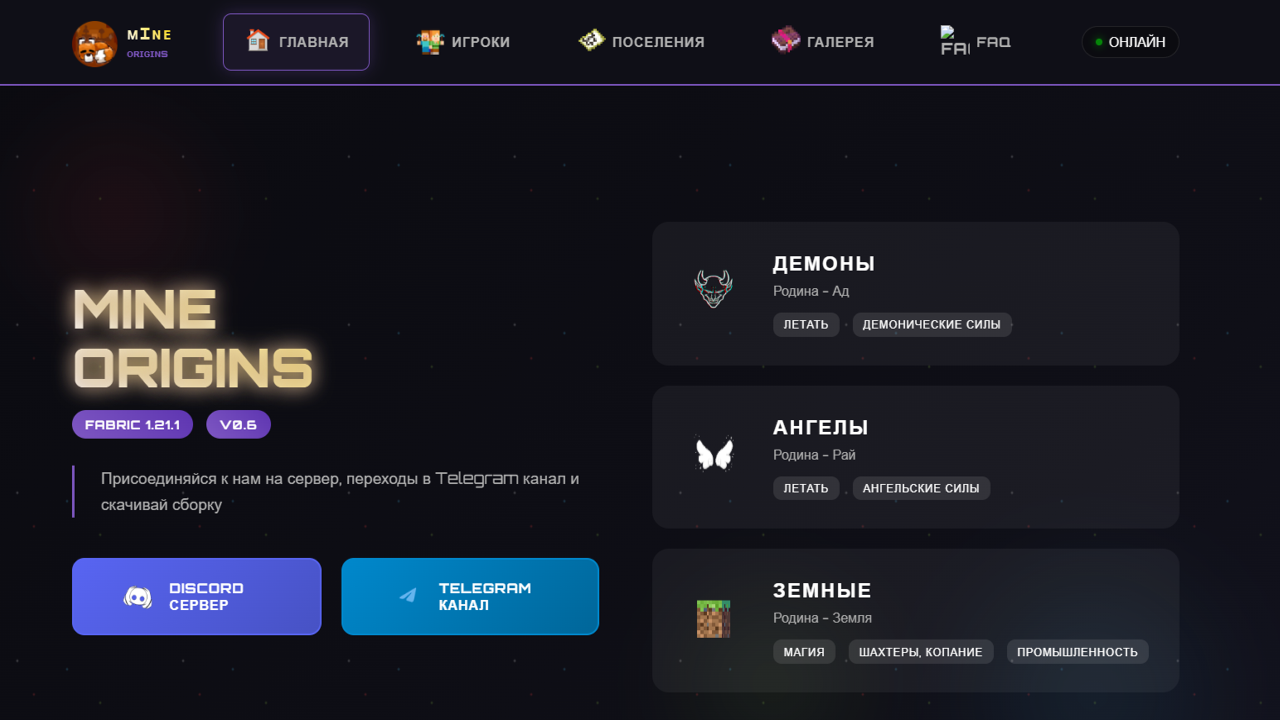 MINE
ORIGINS
ГЛАВНАЯ
ИГРОКИ
ПОСЕЛЕНИЯ
ГАЛЕРЕЯ
FAQ
ОНЛАЙН
MINE
ORIGINS
FABRIC 1.21.1
V0.6
Присоединяйся к нам на сервер, переходы в Telegram канал и
скачивай сборку
DISCORD
СЕРВЕР
TELEGRAM
КАНАЛ
ДЕМОНЫ
Родина - Ад
ЛЕТАТЬ
ДЕМОНИЧЕСКИЕ СИЛЫ
АНГЕЛЫ
Родина - Рай
ЛЕТАТЬ
АНГЕЛЬСКИЕ СИЛЫ
ЗЕМНЫЕ
Родина - Земля
МАГИЯ
ШАХТЕРЫ, КОПАНИЕ
ПРОМЫШЛЕННОСТЬ